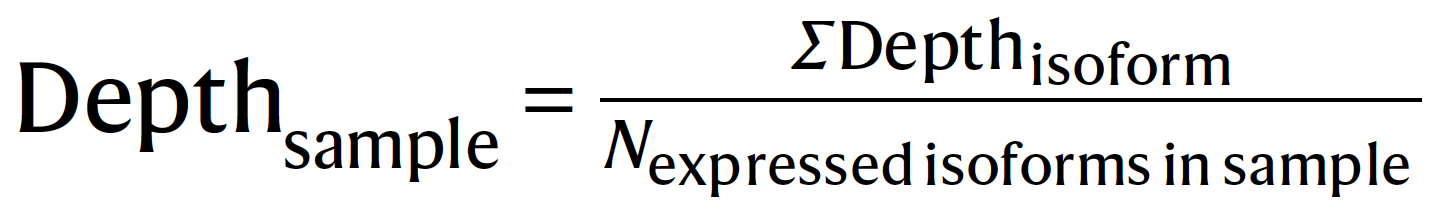 Depth_sample = ΣDepth_isoform / N_expressed isoforms in sample